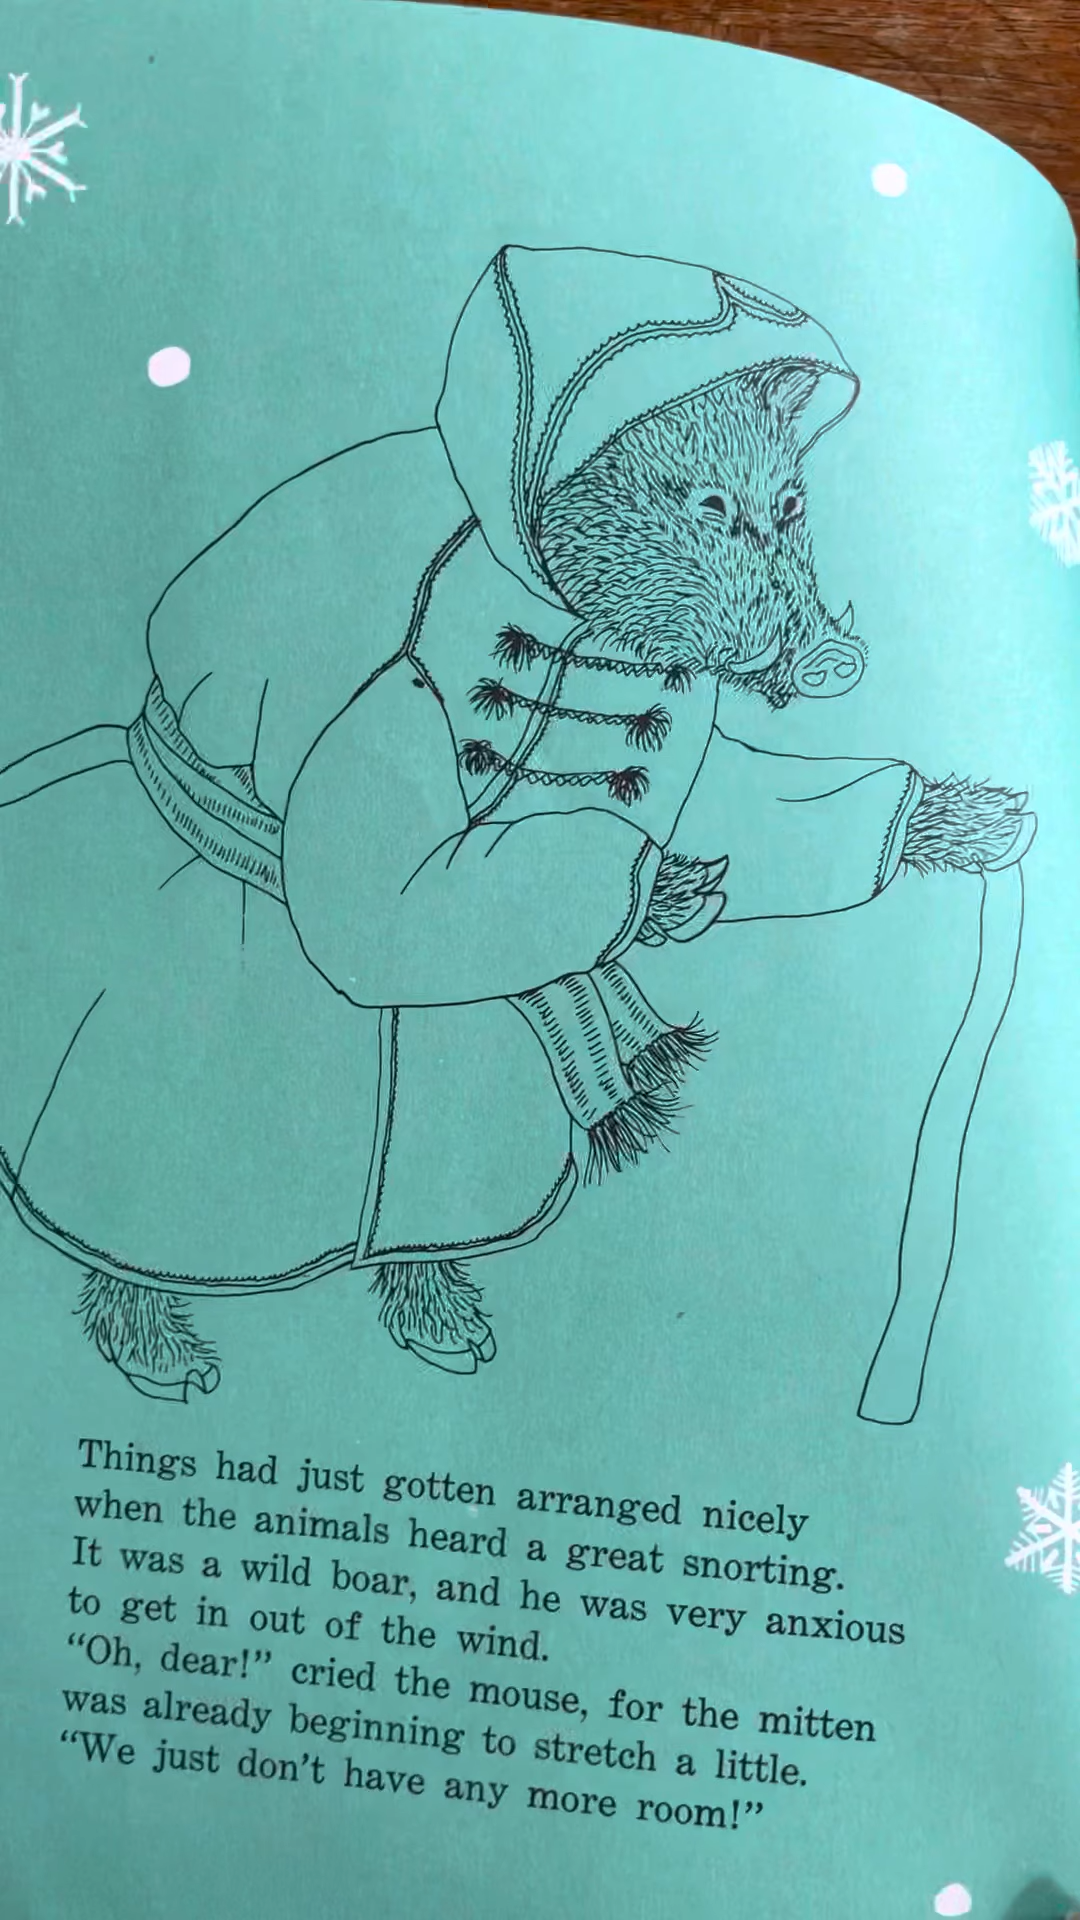 Things had just gotten arranged nicely
when the animals heard a great snorting.
It was a wild boar, and he was very anxious
to get in out of the wind.
“Oh, dear!” cried the mouse, for the mitten
was already beginning to stretch a little.
“We just don’t have any more room!”